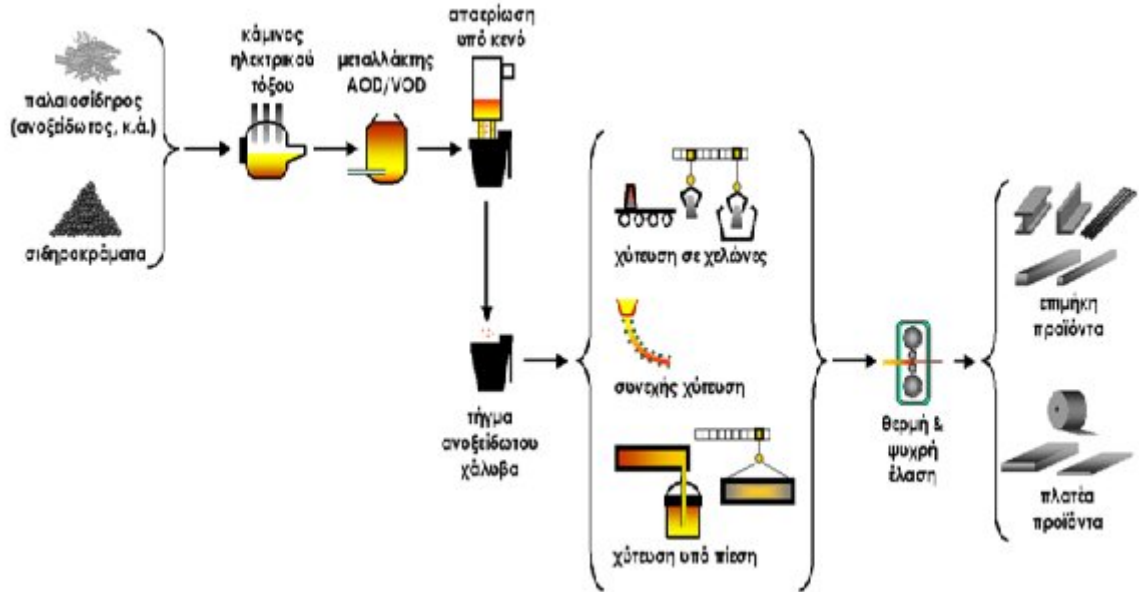 παλαιοσίδηρος
(ανοξείδωτος, κ.ά.)
σιδηροκράματα
κάμινος
ηλεκτρικού
τόξου
μεταλλάκτης
AOD/VOD
απαερίωση
υπό κενό
τήγμα
ανοξείδωτου
χάλυβα
χύτευση σε χελώνες
συνεχής χύτευση
χύτευση υπό πίεση
θερμή &
ψυχρή
έλαση
επιμήκη
προϊόντα
πλατέα
προϊόντα